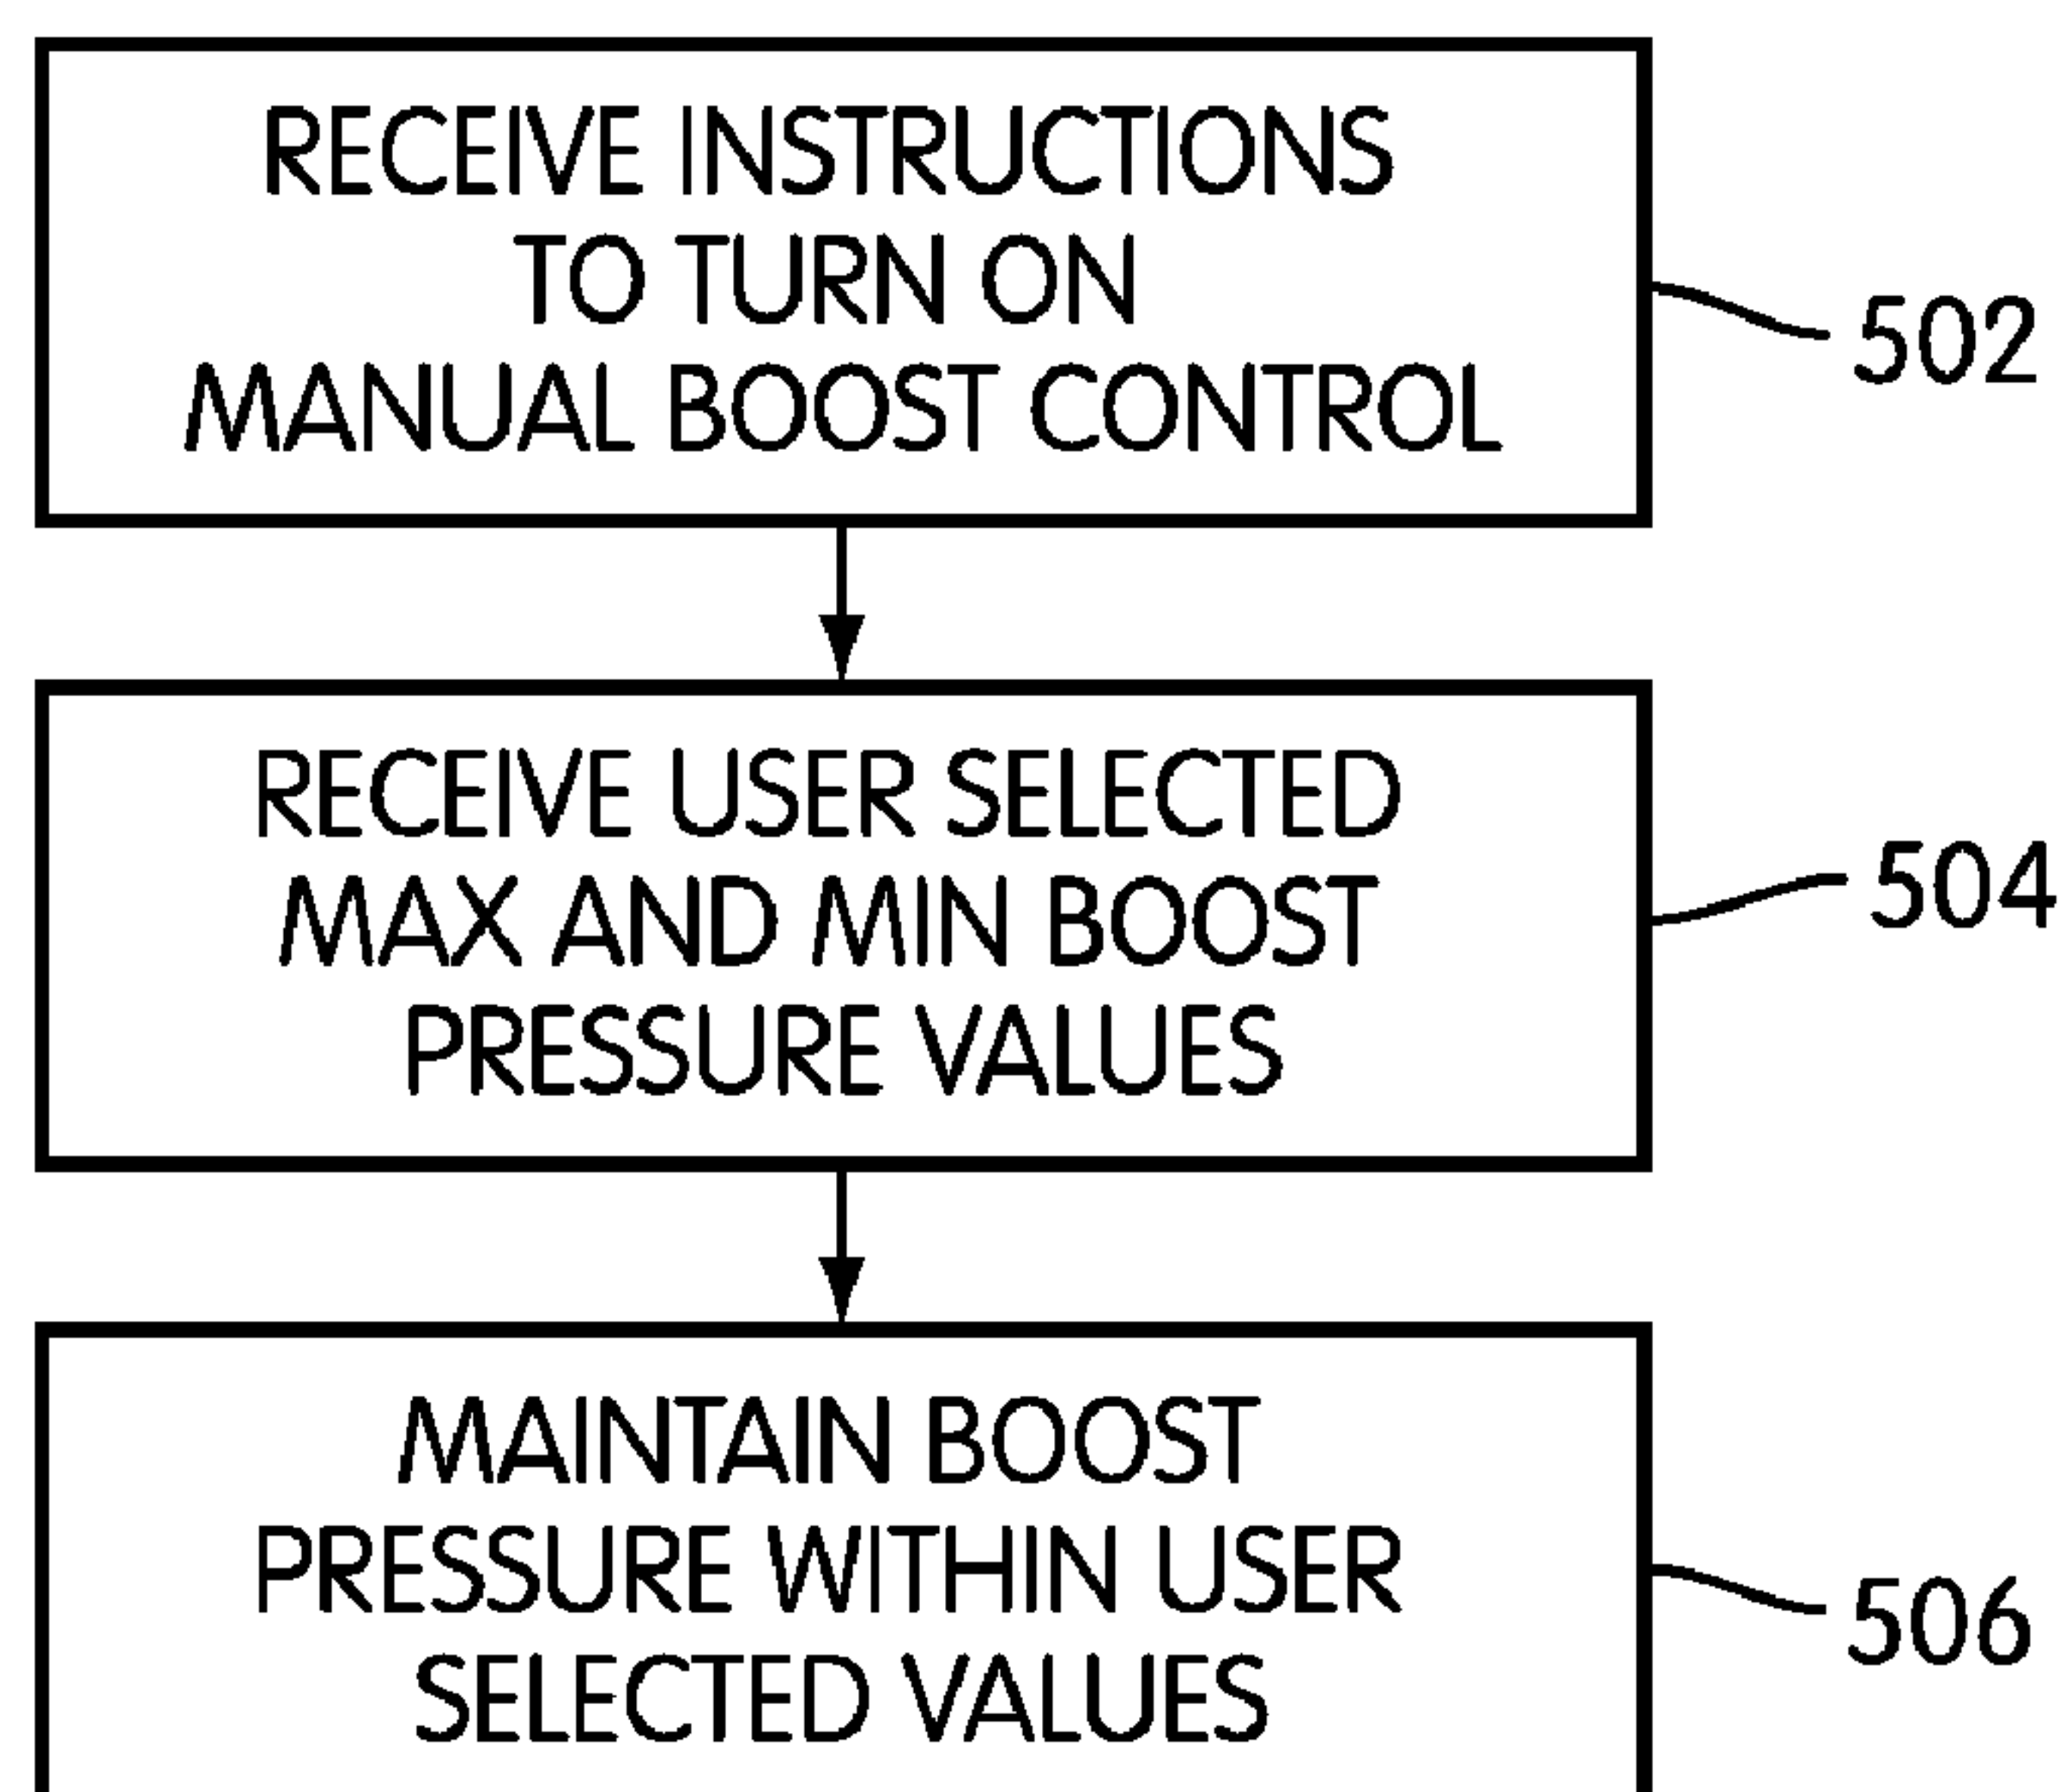 RECEIVE INSTRUCTIONS
TO TURN ON
MANUAL BOOST CONTROL
502
RECEIVE USER SELECTED
MAX AND MIN BOOST
PRESSURE VALUES
504
MAINTAIN BOOST
PRESSURE WITHIN USER
SELECTED VALUES
506